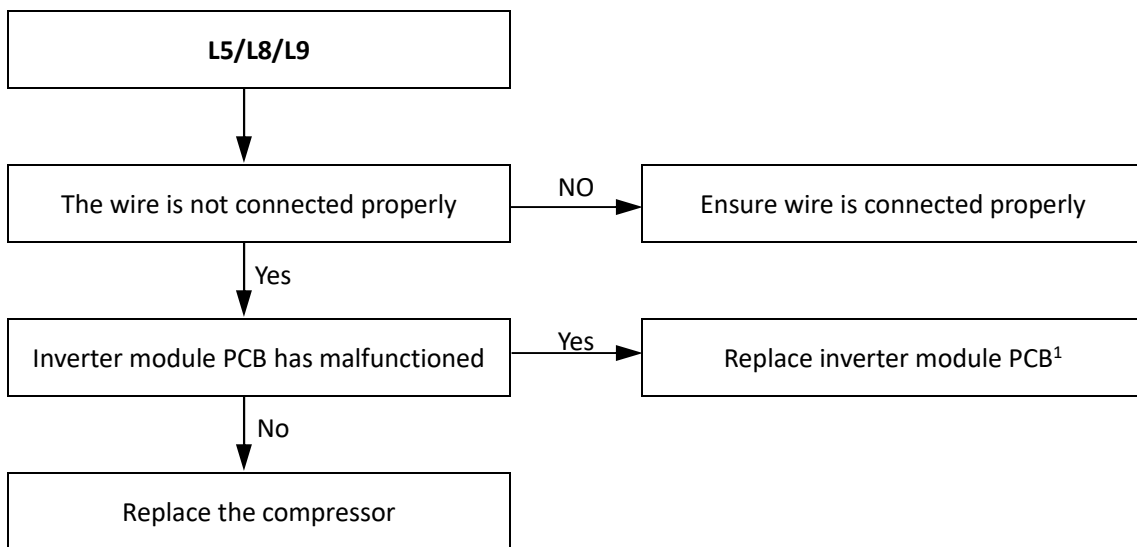 L5/L8/L9
The wire is not connected properly
NO
Ensure wire is connected properly
Yes
Inverter module PCB has malfunctioned
Yes
Replace inverter module PCB¹
No
Replace the compressor